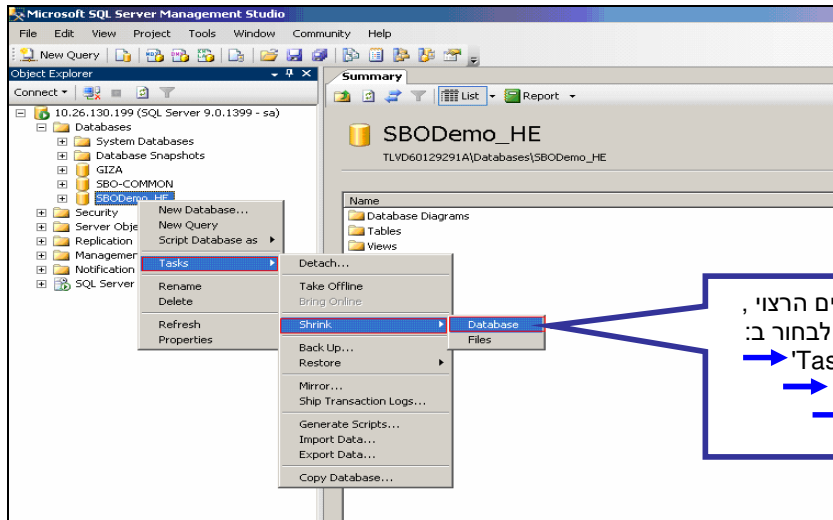 Microsoft SQL Server Management Studio
File Edit View Project Tools Window Community Help
New Query
Object Explorer
Connect
10.26.130.199 (SQL Server 9.0.1399 - sa)
Databases
System Databases
Database Snapshots
GIZA
SBO-COMMON
SBODemo_HE
Security
Server Obje
Replication
Managemen
Notification
SQL Server
New Database...
New Query
Script Database as
Tasks
Rename
Delete
Refresh
Properties
Detach...
Take Offline
Bring Online
Shrink
Back Up...
Restore
Mirror...
Ship Transaction Logs...
Generate Scripts...
Import Data...
Export Data...
Copy Database...
Database
Files
Summary
List Report
SBODemo_HE
TLVD60129291A\Databases\SBODemo_HE
Name
Database Diagrams
Tables
Views
ים הרצוי ,
לבחור ב:
'Tas